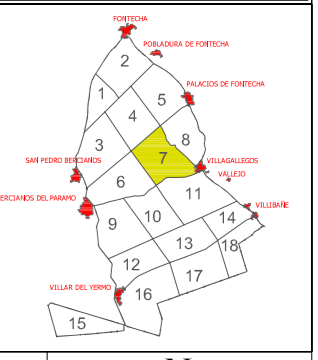 FONTECHA
POBLADURA DE FONTECHA
2
PALACIOS DE FONTECHA
1
5
4
3
8
7
SAN PEDRO BERCIANOS
VILLAGALLEGOS
VALLEJO
6
11
ERCIANOS DEL PARAMO
VILLIBAÑE
10
14
9
13
18
12
17
VILLAR DEL YERMO
16
15
N